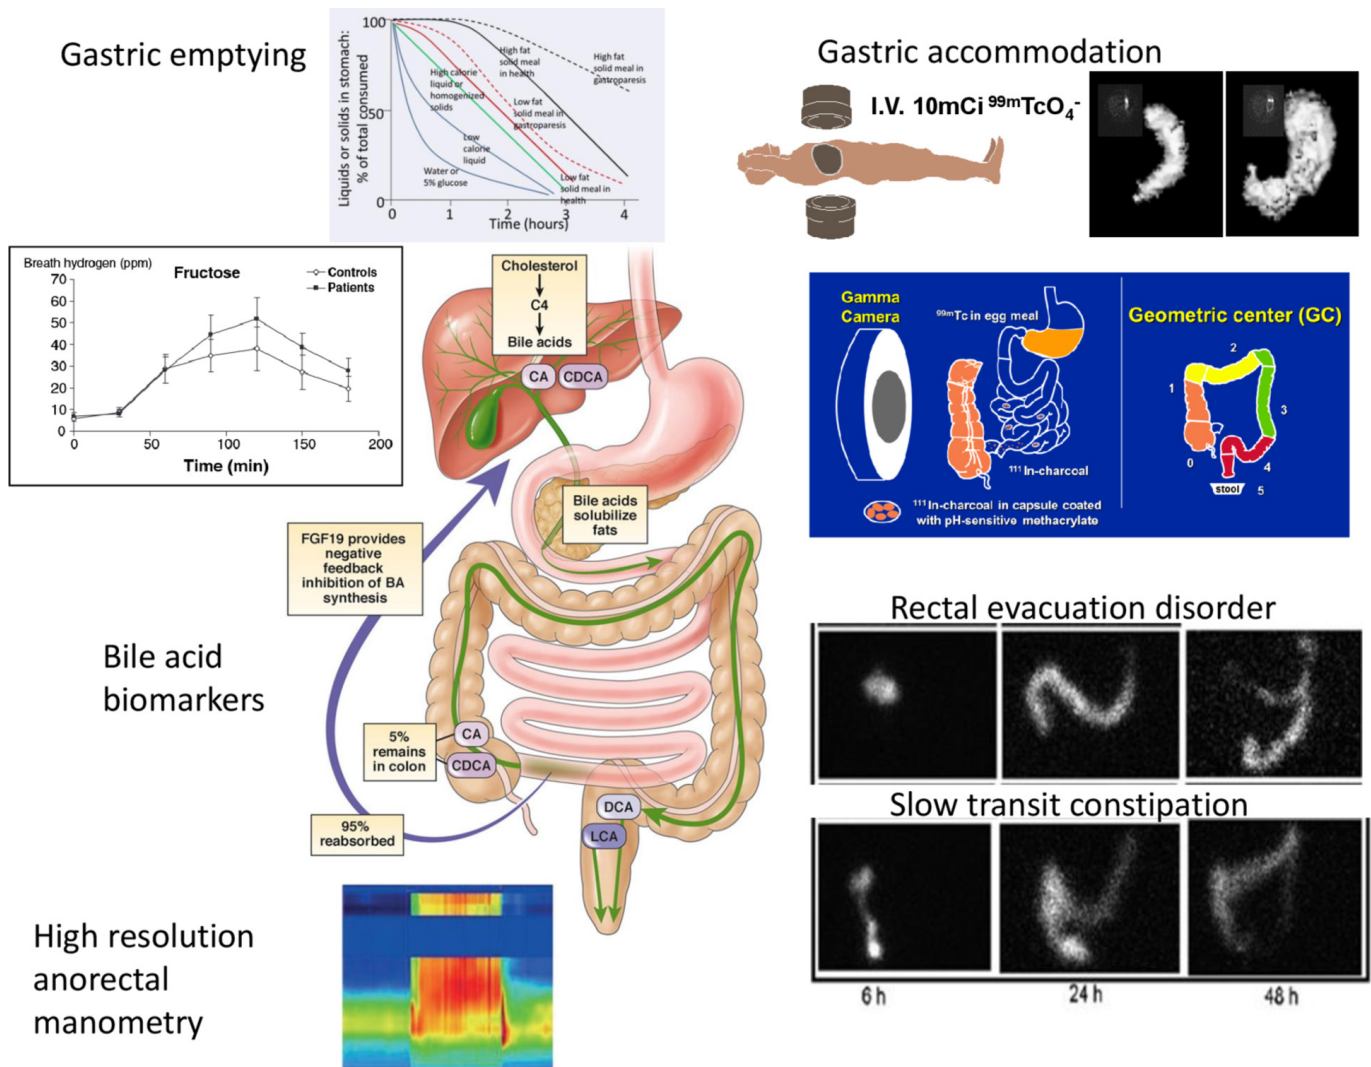 Gastric emptying
Liquids or solids in stomach:
% of total consumed
100
50
0
0
1
2
3
4
Time (hours)
High calorie
liquid or
homogenized
solids
Low
calorie
liquid
Water or
5% glucose
High fat
solid meal
in health
High fat
solid meal in
gastroparesis
Low fat
solid meal in
gastroparesis
Low fat
solid meal in
health
Gastric accommodation
I.V. 10mCi ⁹⁹ᵐTcO₄⁻
Breath hydrogen (ppm)
Fructose
Controls
Patients
70
60
50
40
30
20
10
0
0
50
100
150
200
Time (min)
Cholesterol
C4
Bile acids
CA
CDCA
Bile acids
solubilize
fats
FGF19 provides
negative
feedback
inhibition of BA
synthesis
Bile acid
biomarkers
5%
remains
in colon
CA
CDCA
95%
reabsorbed
DCA
LCA
Gamma
Camera
⁹⁹ᵐTc in egg meal
¹¹¹In-charcoal
¹¹¹In-charcoal in capsule coated
with pH-sensitive methacrylate
Geometric center (GC)
2
1
3
0
4
stool
5
Rectal evacuation disorder
Slow transit constipation
6 h
24 h
48 h
High resolution
anorectal
manometry